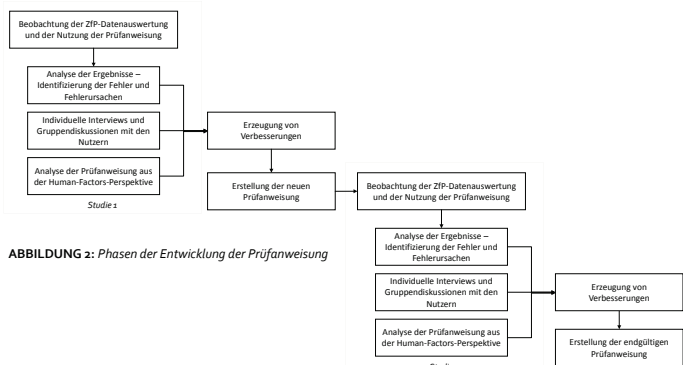 Beobachtung der ZfP-Datenauswertung
und der Nutzung der Prüfanweisung
Analyse der Ergebnisse –
Identifizierung der Fehler und
Fehlerursachen
Individuelle Interviews und
Gruppendiskussionen mit den
Nutzern
Analyse der Prüfanweisung aus
der Human-Factors-Perspektive
Studie 1
Erzeugung von
Verbesserungen
Erstellung der neuen
Prüfanweisung
ABBILDUNG 2: Phasen der Entwicklung der Prüfanweisung
Beobachtung der ZfP-Datenauswertung
und der Nutzung der Prüfanweisung
Analyse der Ergebnisse –
Identifizierung der Fehler und
Fehlerursachen
Individuelle Interviews und
Gruppendiskussionen mit den
Nutzern
Analyse der Prüfanweisung aus
der Human-Factors-Perspektive
Erzeugung von
Verbesserungen
Erstellung der endgültigen
Prüfanweisung